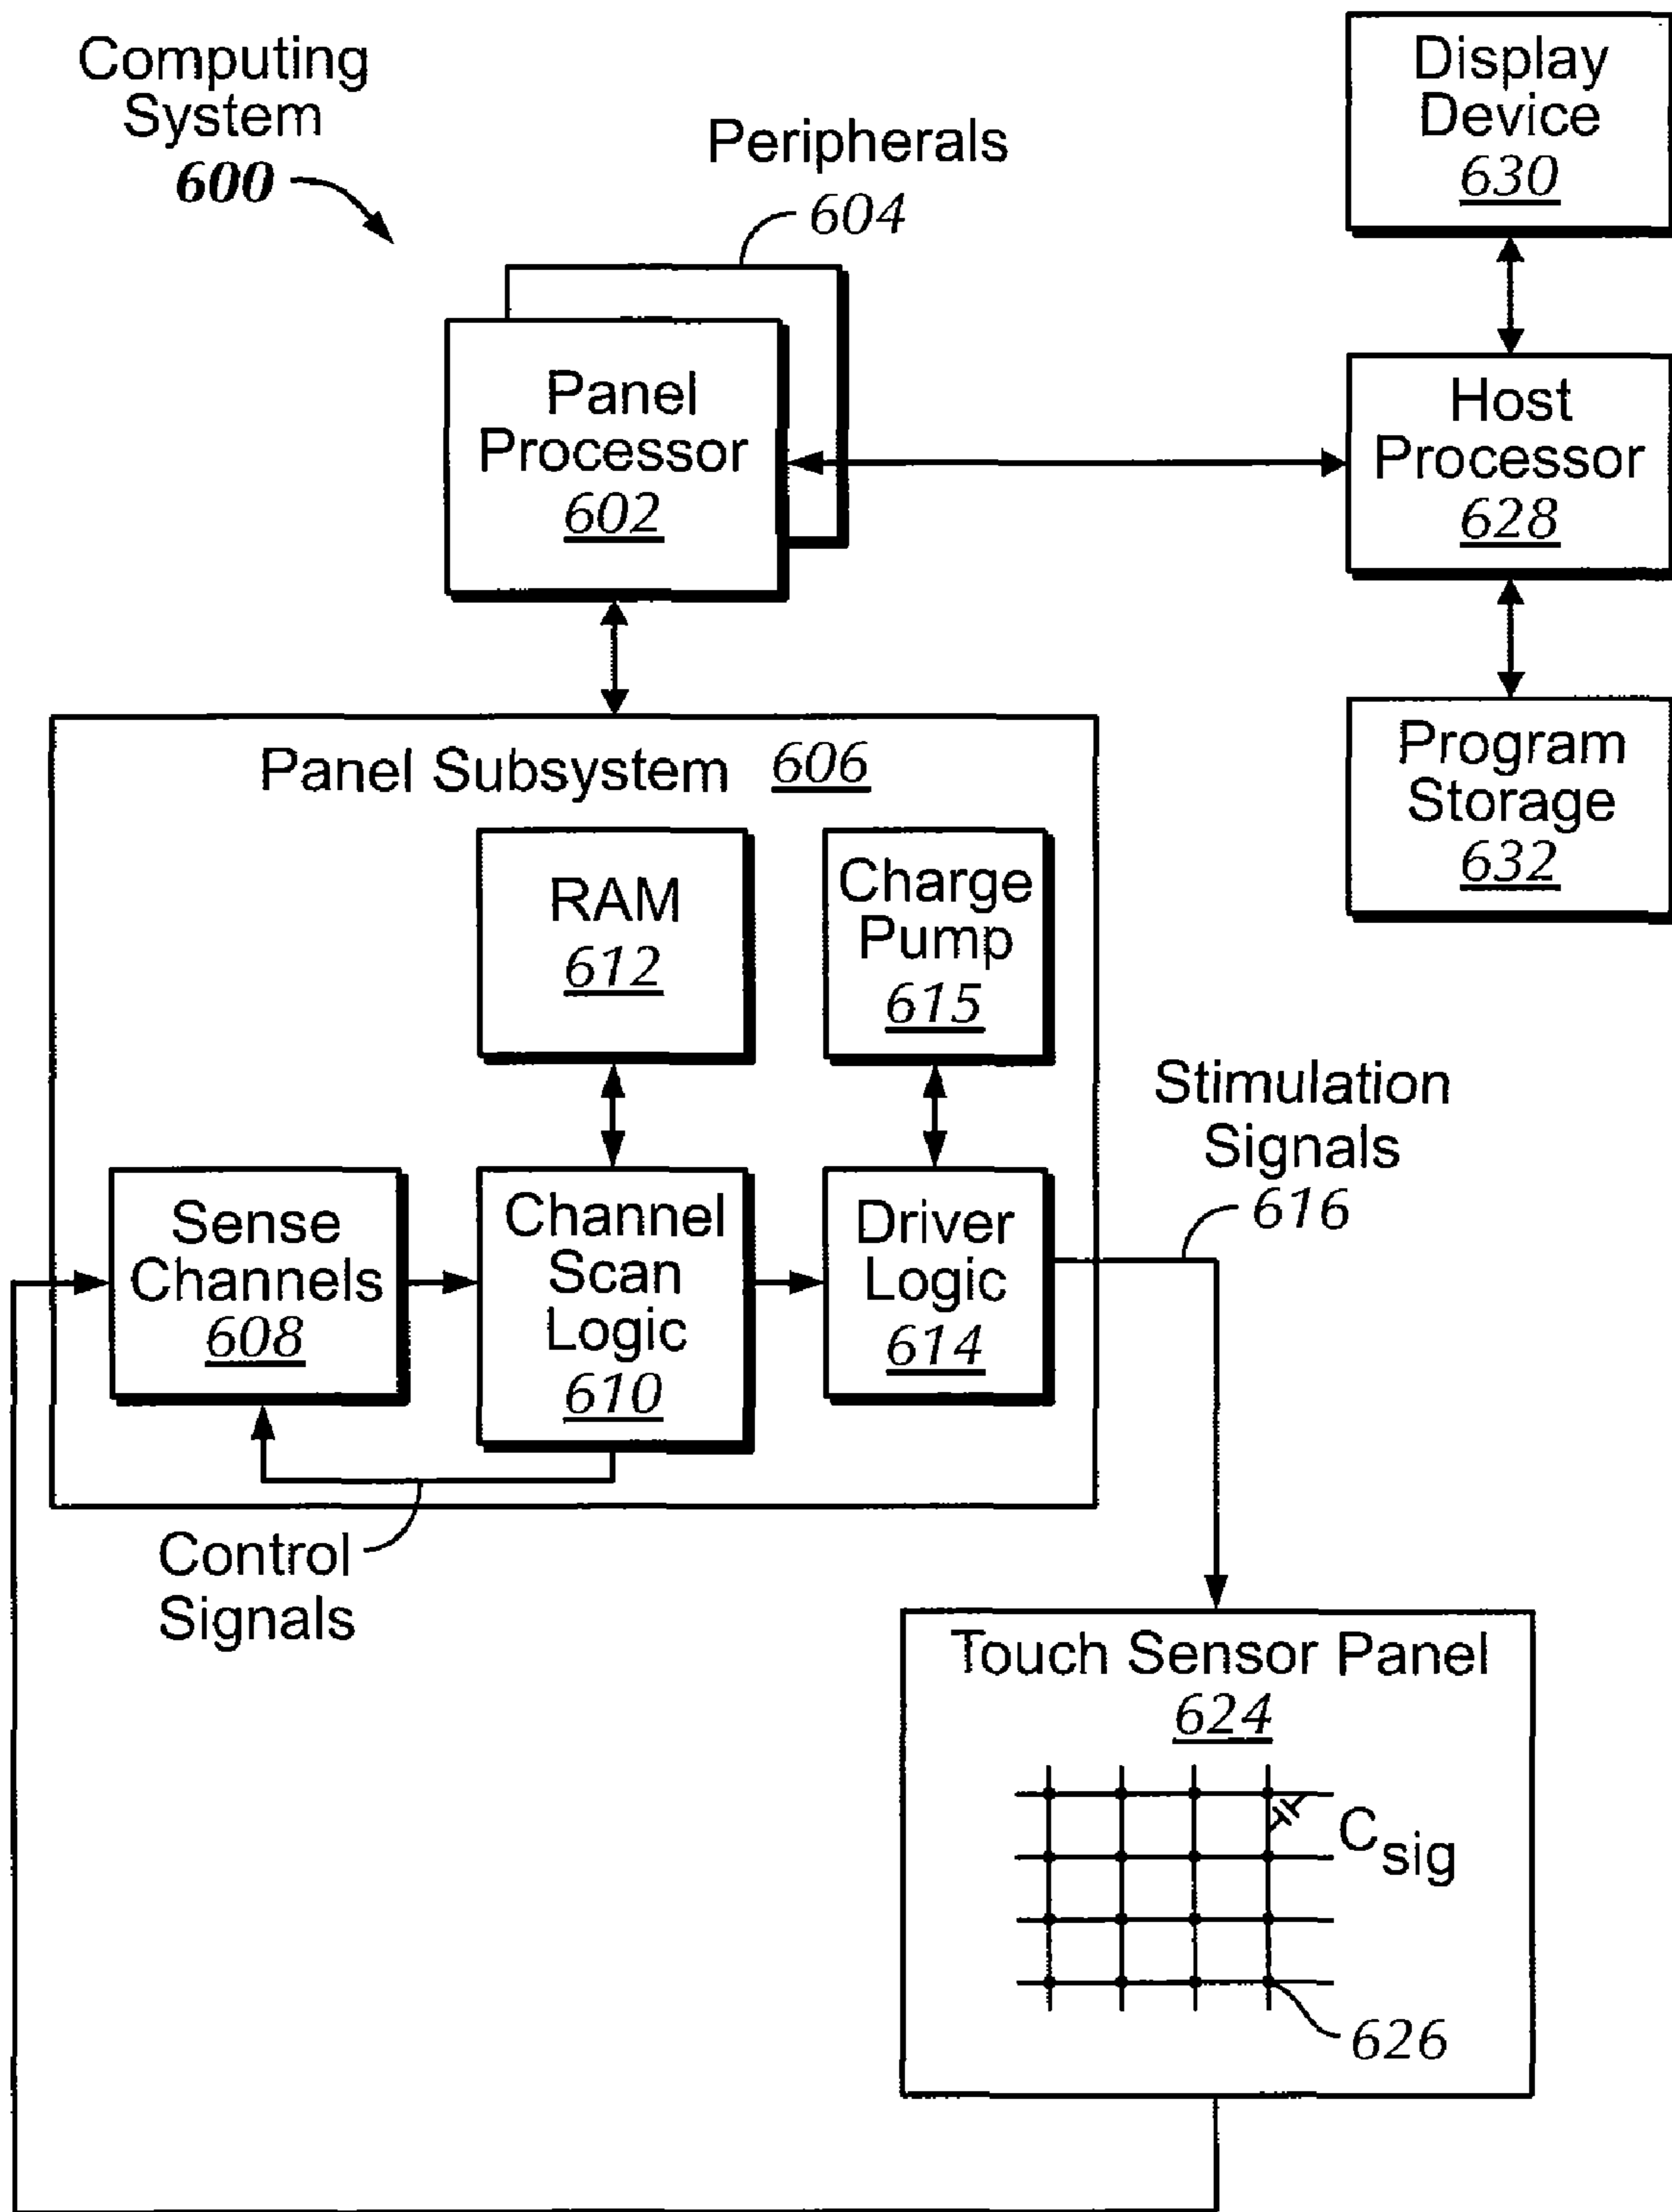 Computing
System
600
Peripherals
604
Display
Device
630
Panel
Processor
602
Host
Processor
628
Program
Storage
632
Panel Subsystem 606
RAM
612
Charge
Pump
615
Stimulation
Signals
616
Sense
Channels
608
Channel
Scan
Logic
610
Driver
Logic
614
Control
Signals
Touch Sensor Panel
624
Csig
626